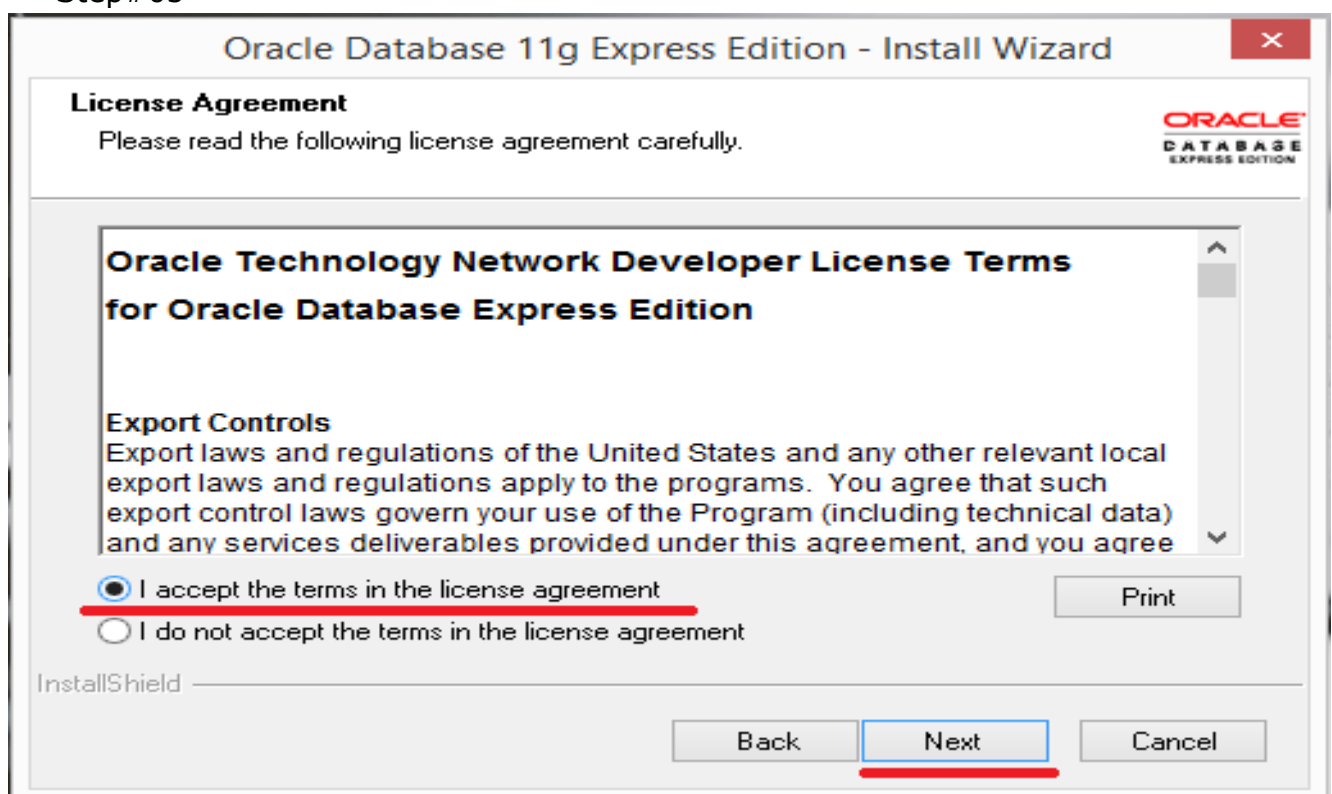 Oracle Database 11g Express Edition - Install Wizard
License Agreement
Please read the following license agreement carefully.
ORACLE
DATABASE
EXPRESS EDITION
Oracle Technology Network Developer License Terms
for Oracle Database Express Edition
Export Controls
Export laws and regulations of the United States and any other relevant local
export laws and regulations apply to the programs.  You agree that such
export control laws govern your use of the Program (including technical data)
and any services deliverables provided under this agreement, and you agree
I accept the terms in the license agreement
Print
I do not accept the terms in the license agreement
InstallShield
Back
Next
Cancel